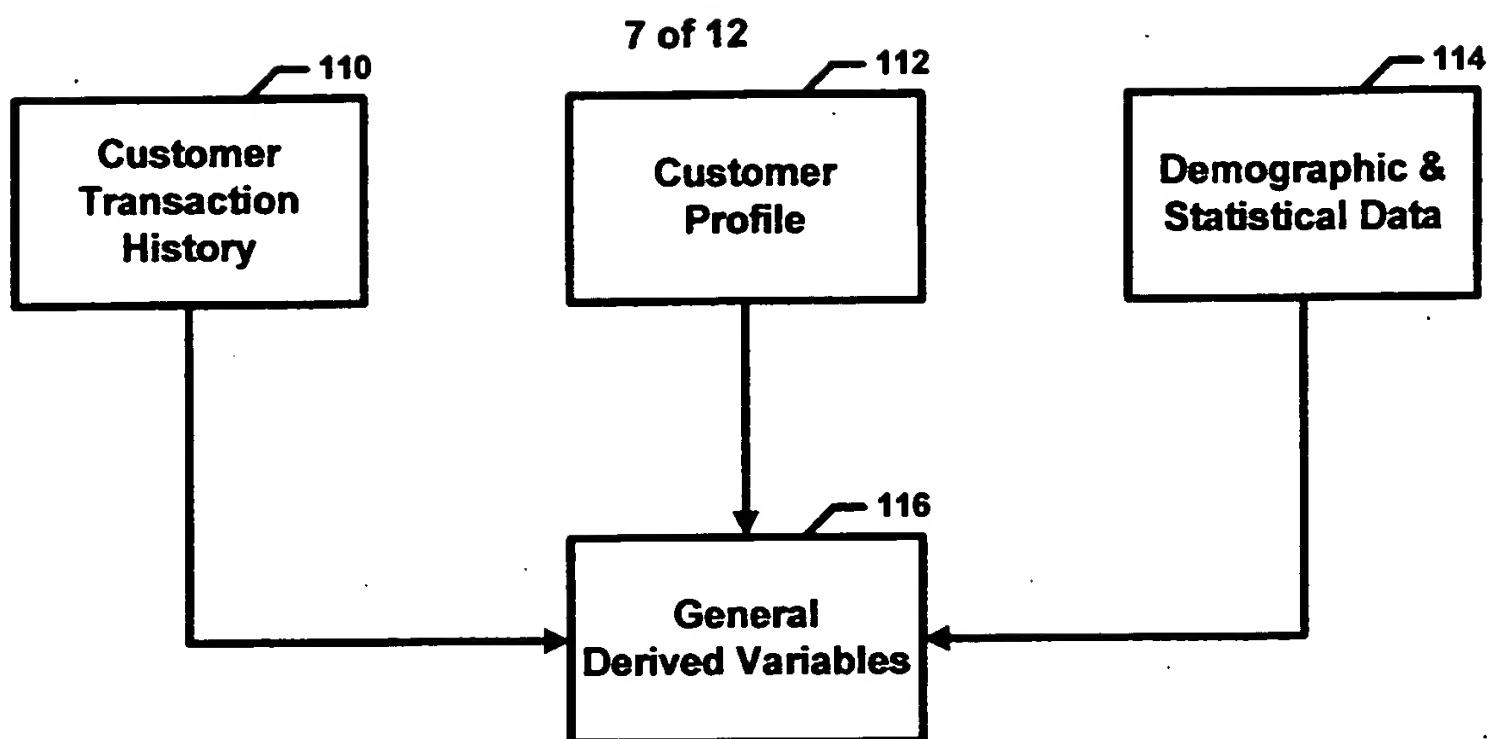 7 of 12
110
Customer
Transaction
History
112
Customer
Profile
114
Demographic &
Statistical Data
116
General
Derived Variables